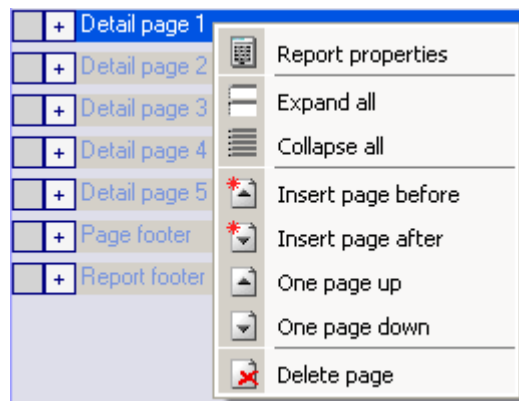 Detail page 1
Detail page 2
Detail page 3
Detail page 4
Detail page 5
Page footer
Report footer
Report properties
Expand all
Collapse all
Insert page before
Insert page after
One page up
One page down
Delete page